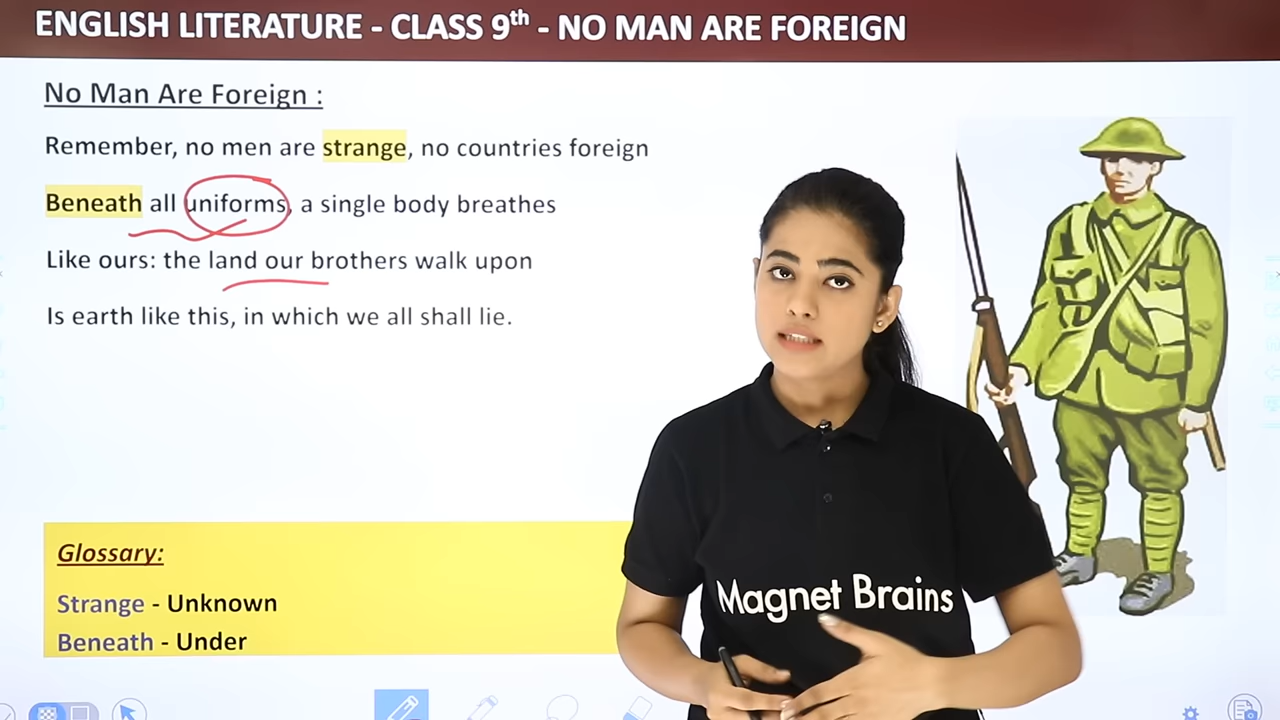 ENGLISH LITERATURE - CLASS 9th - NO MAN ARE FOREIGN
No Man Are Foreign :
Remember, no men are strange, no countries foreign
Beneath all uniforms, a single body breathes
Like ours: the land our brothers walk upon
Is earth like this, in which we all shall lie.
Glossary:
Strange - Unknown
Beneath - Under
Magnet Brains